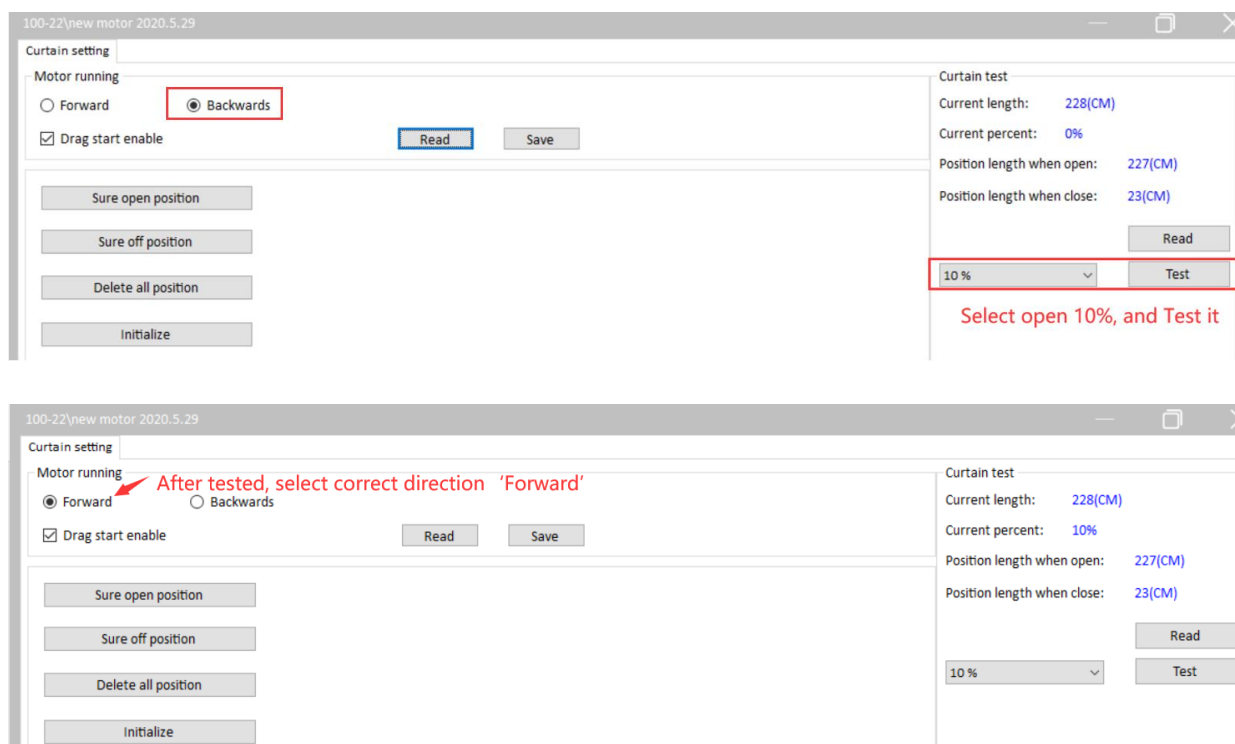 100-22\new motor 2020.5.29
Curtain setting
Motor running
Forward Backwards
Drag start enable Read Save
Sure open position
Sure off position
Delete all position
Initialize
Curtain test
Current length: 228(CM)
Current percent: 0%
Position length when open: 227(CM)
Position length when close: 23(CM)
Read
10 % Test
Select open 10%, and Test it
100-22\new motor 2020.5.29
Curtain setting
Motor running
After tested, select correct direction ‘Forward’
Forward Backwards
Drag start enable Read Save
Sure open position
Sure off position
Delete all position
Initialize
Curtain test
Current length: 228(CM)
Current percent: 10%
Position length when open: 227(CM)
Position length when close: 23(CM)
Read
10 % Test